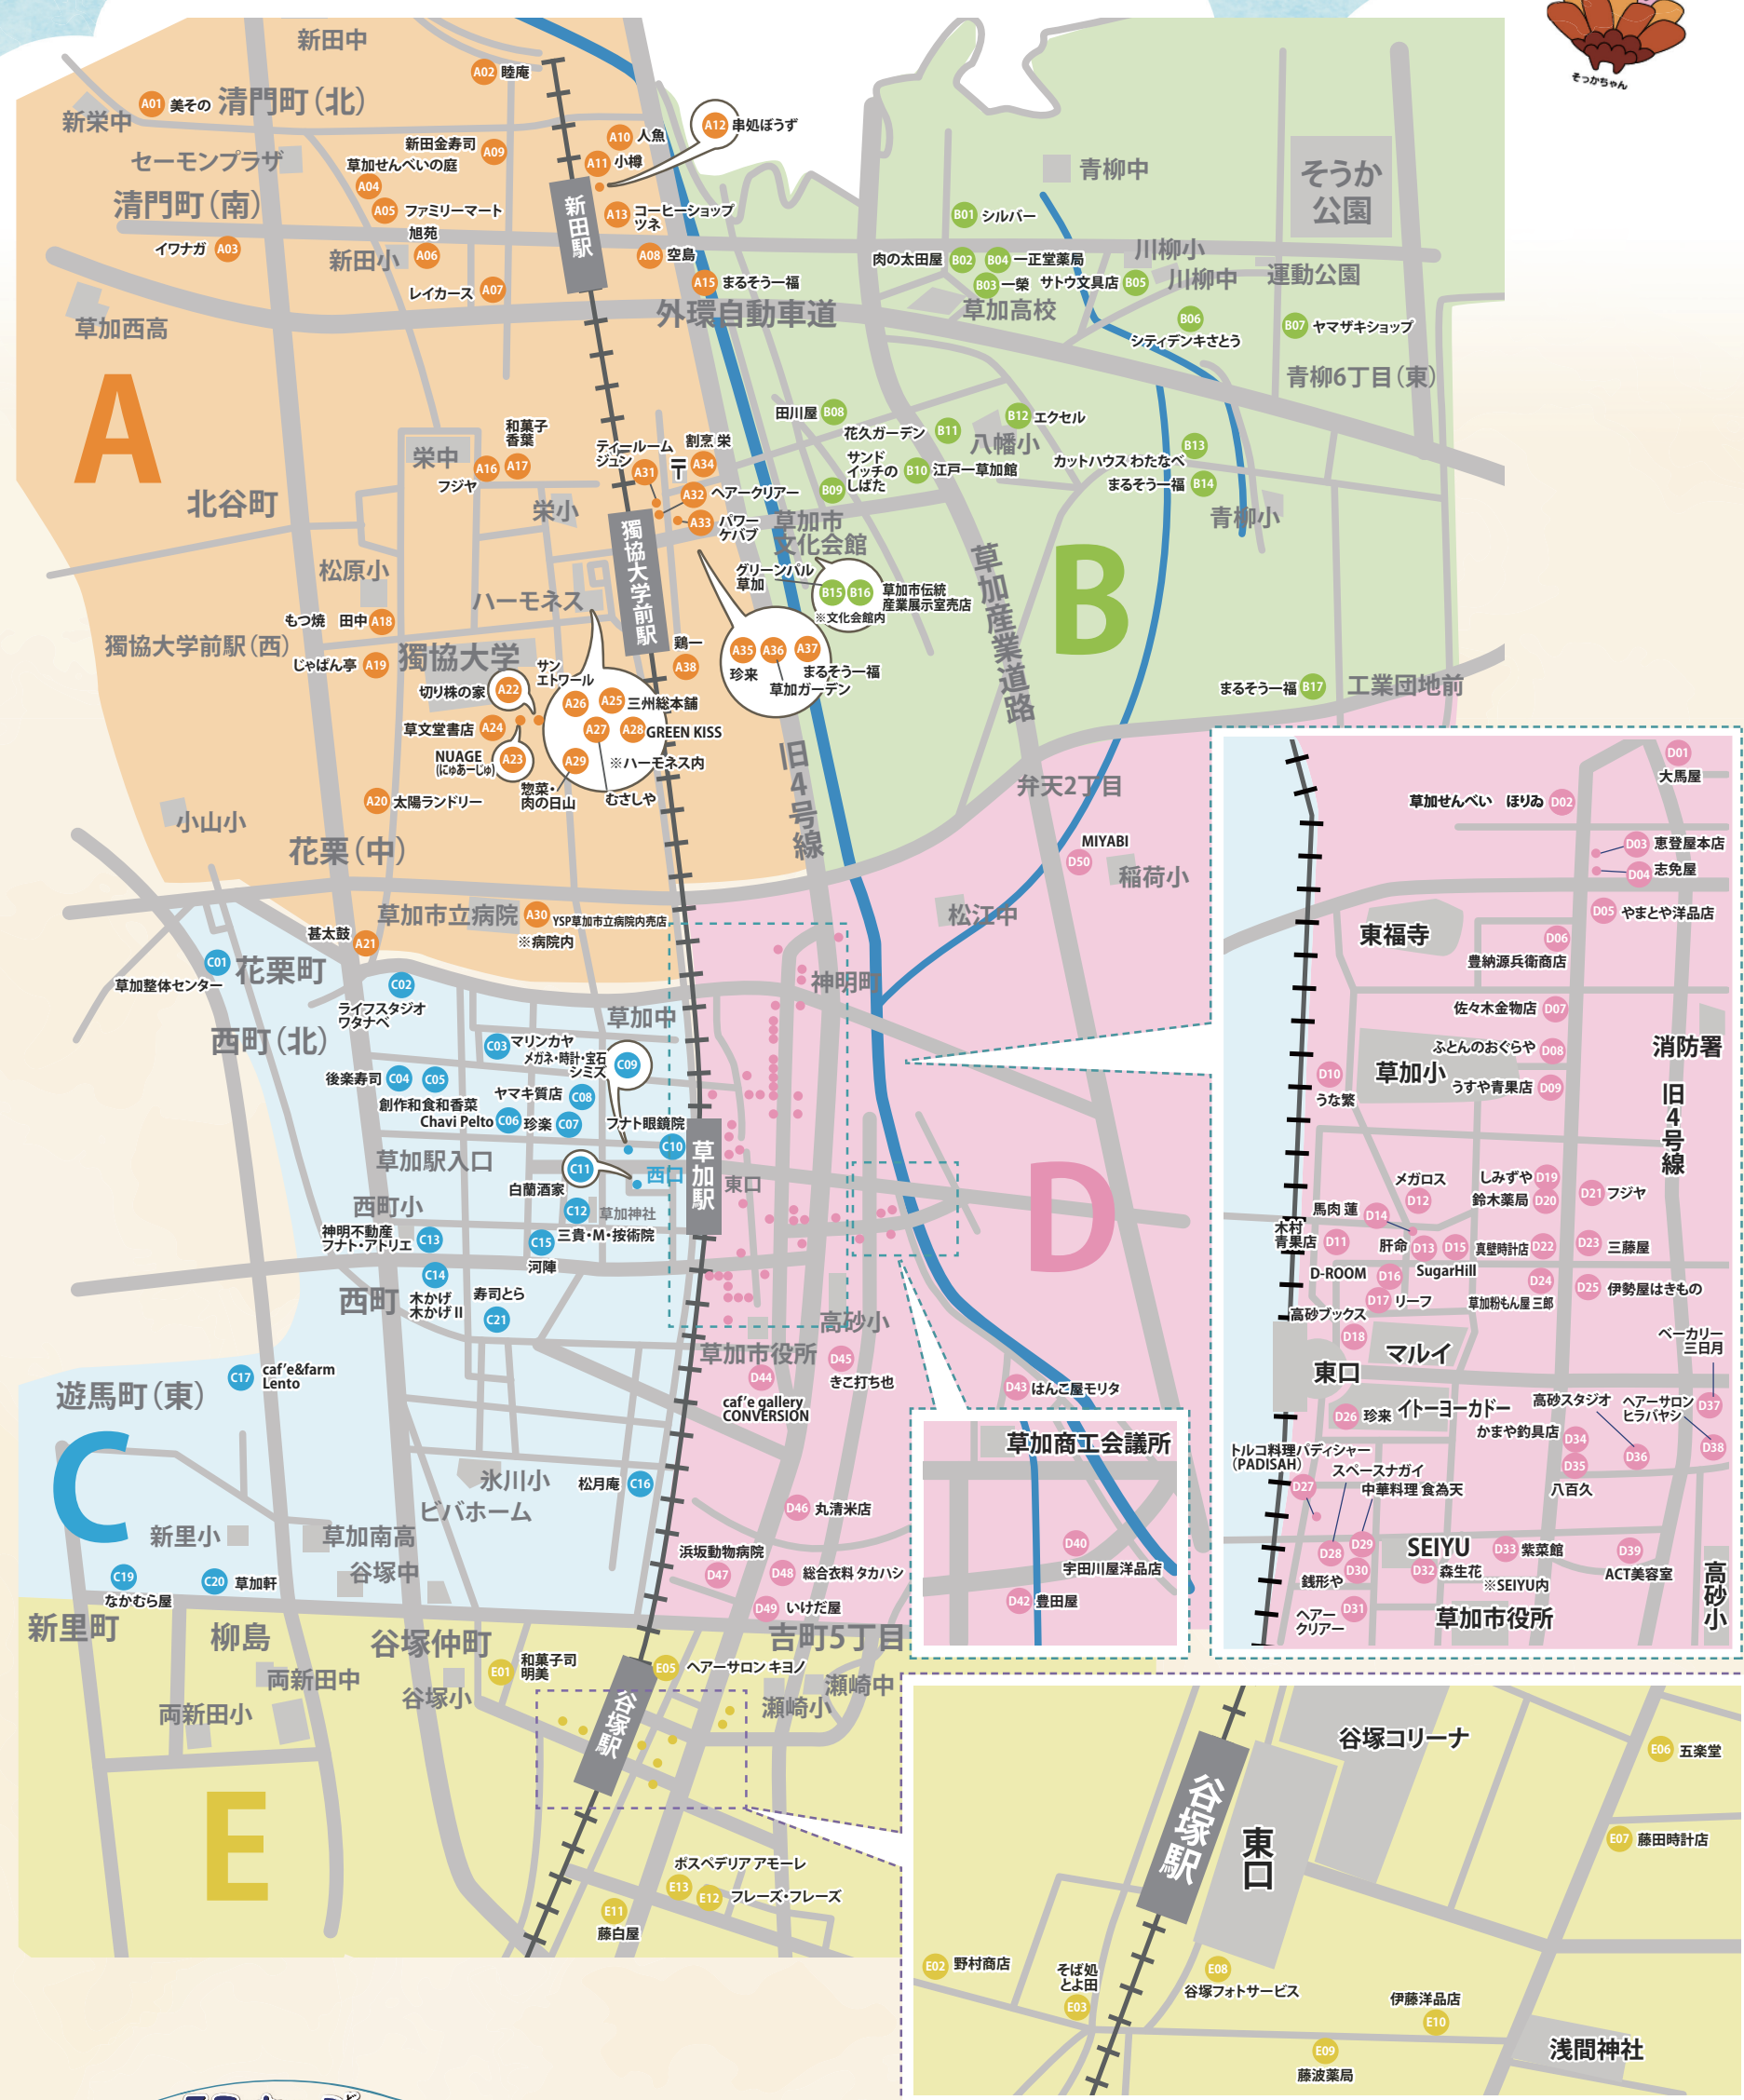 そっかちゃん
新田中
A02 睦庵
A01 美その
清門町（北）
新栄中
セーモンプラザ
新田金寿司 A09
草加せんべいの庭
A04
清門町（南）
A05 ファミリーマート
イワナガ A03
旭苑
新田小 A06
レイカース A07
草加西高
A10 人魚
A11 小樽
A12 串処ぼうず
新田駅
A13 コーヒーショップ
ツネ
A08 空島
A15 まるそう一福
外環自動車道
青柳中
そうか
公園
B01 シルバー
肉の太田屋 B02
B04 一正堂薬局
川柳小
B03 一榮
サトウ文具店 B05
川柳中
運動公園
草加高校
B06
シティデンキさとう
B07 ヤマザキショップ
青柳6丁目（東）
A
北谷町
栄中
和菓子
香葉
A16 A17
フジヤ
栄小
ティールーム
ジュン
A31
〒
割烹 栄
A34
A32 ヘアークリアー
A33 パワー
ケバブ
獨協大学前駅
田川屋 B08
花久ガーデン B11
B12 エクセル
八幡小
サンド
イッチの
しばた
B09
B10 江戸一草加館
B13
カットハウス わたなべ
まるそう一福 B14
青柳小
草加市
文化会館
グリーンパル
草加
B15 B16
※文化会館内
草加市伝統
産業展示室売店
草加産業道路
B
まるそう一福 B17
工業団地前
松原小
ハーモネス
もつ焼 田中 A18
獨協大学前駅（西）
じゃばん亭 A19
獨協大学
切り株の家 A22
サン
エトワール
A26
A25 三州総本舗
A27
A28 GREEN KISS
A29
※ハーモネス内
惣菜・
肉の日山
むさしや
草文堂書店 A24
NUAGE
(にゅあーじゅ)
A23
鶏一
A38
A35 A36 A37
珍来
まるそう一福
草加ガーデン
A20 太陽ランドリー
小山小
花栗（中）
旧4号線
弁天2丁目
MIYABI
D50
稲荷小
松江中
草加市立病院
A30 YSP草加市立病院内売店
※病院内
甚太鼓
A21
C01
草加整体センター
花栗町
C02
ライフスタジオ
ワタナベ
西町（北）
草加中
神明町
C03 マリンカヤ
メガネ・時計・宝石
シミズ
C09
後楽寿司 C04 C05
創作和食和香菜
ヤマキ質店 C08
Chavi Pelto C06
珍楽 C07
フナト眼鏡院
C10
草加駅入口
C11
白蘭酒家
西口
草加駅
東口
西町小
C12
草加神社
三貴・M・按術院
神明不動産
フナト・アトリエ
C13
C15
河陣
C14
木かげ
木かげⅡ
西町
寿司とら
C21
C17 caf'e&farm
Lento
遊馬町（東）
C
氷川小
ビバホーム
松月庵 C16
新里小
草加南高
谷塚中
C19
なかむら屋
C20 草加軒
D
高砂小
草加市役所
D45
きこ打ち也
D44
caf'e gallery
CONVERSION
D43 はんこ屋モリタ
D46 丸清米店
浜坂動物病院
D47
D48 総合衣料 タカハシ
D49 いけだ屋
草加商工会議所
D40
宇田川屋洋品店
D42 豊田屋
D01
大馬屋
草加せんべい ほりゐ D02
D03 恵登屋本店
D04 志免屋
D05 やまとや洋品店
東福寺
D06
豊納源兵衛商店
佐々木金物店 D07
ふとんのおぐらや D08
消防署
草加小
D10
うな繁
うすや青果店 D09
旧4号線
メガロス
D12
しみずや D19
鈴木薬局 D20
D21 フジヤ
馬肉 蓮
D14
木村
青果店
D11
肝命 D13 D15
真壁時計店 D22
D23 三藤屋
SugarHill
D-ROOM D16
D24
草加粉もん屋 三郎
D25 伊勢屋はきもの
D17 リーフ
高砂ブックス
D18
マルイ
東口
ベーカリー
三日月
D26 珍来
イトーヨーカドー
高砂スタジオ
ヘアーサロン
ヒラバヤシ
D37
かまや釣具店 D34
D35
D36
D38
八百久
トルコ料理パディシャー
（PADISAH）
D27
スペースナガイ
中華料理 食為天
D28
D29
D30
銭形や
SEIYU
D32 森生花
D33 紫菜館
※SEIYU内
D39
ACT美容室
ヘアー
クリアー
D31
草加市役所
高砂小
新里町
柳島
谷塚仲町
吉町5丁目
両新田中
両新田小
谷塚小
E01 和菓子司
明美
E05 ヘアーサロン キヨノ
瀬崎中
瀬崎小
谷塚駅
E
ボスペデリア アモーレ
E13
E12 フレーズ・フレーズ
E11
藤白屋
谷塚コリーナ
E06 五楽堂
E07 藤田時計店
谷塚駅
東口
E02 野村商店
そば処
とよ田
E03
E08
谷塚フォトサービス
伊藤洋品店
E10
E09
藤波薬局
浅間神社